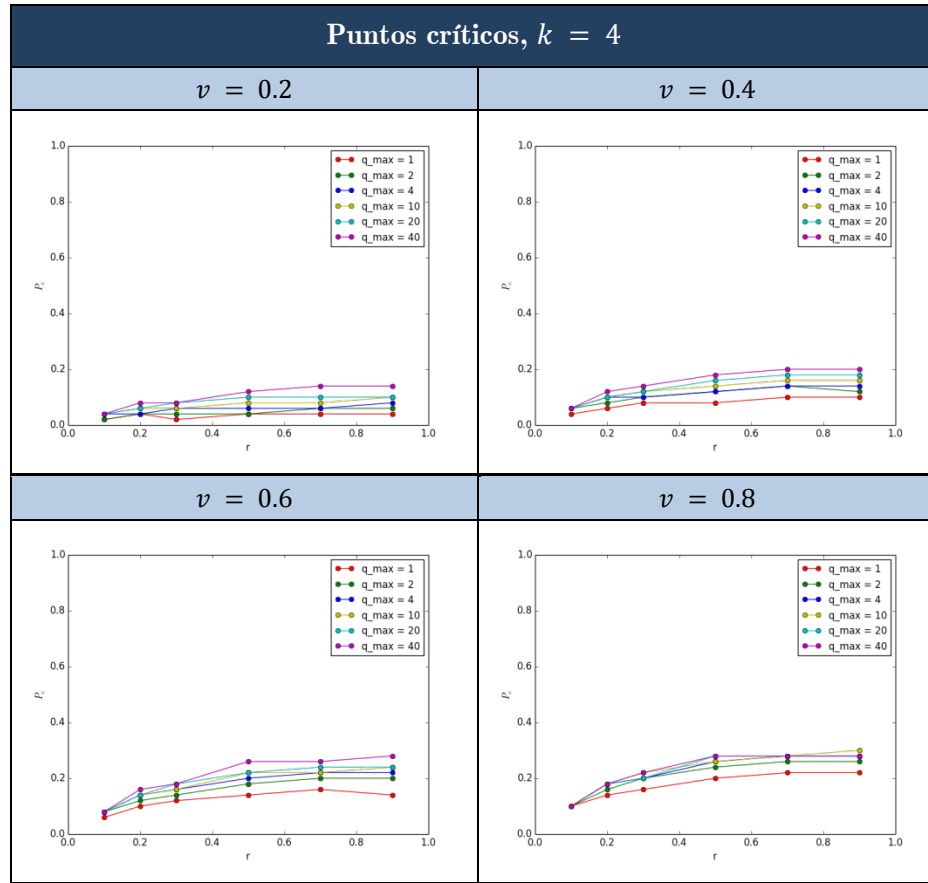 Puntos críticos, k = 4
v = 0.2
v = 0.4
1.0
0.8
0.6
0.4
0.2
0.0
0.0 0.2 0.4 0.6 0.8 1.0
P_c
r
q_max = 1
q_max = 2
q_max = 4
q_max = 10
q_max = 20
q_max = 40
1.0
0.8
0.6
0.4
0.2
0.0
0.0 0.2 0.4 0.6 0.8 1.0
P_c
r
q_max = 1
q_max = 2
q_max = 4
q_max = 10
q_max = 20
q_max = 40
v = 0.6
v = 0.8
1.0
0.8
0.6
0.4
0.2
0.0
0.0 0.2 0.4 0.6 0.8 1.0
P_c
r
q_max = 1
q_max = 2
q_max = 4
q_max = 10
q_max = 20
q_max = 40
1.0
0.8
0.6
0.4
0.2
0.0
0.0 0.2 0.4 0.6 0.8 1.0
P_c
r
q_max = 1
q_max = 2
q_max = 4
q_max = 10
q_max = 20
q_max = 40